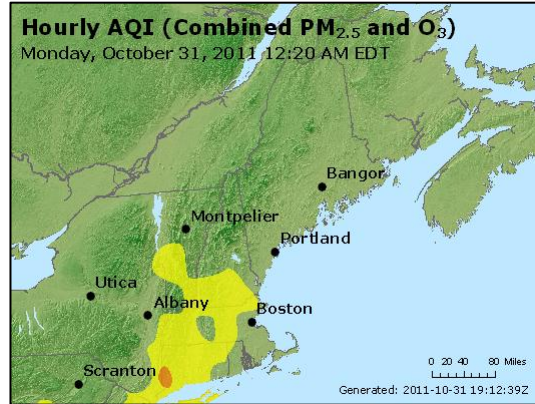 Hourly AQI (Combined PM2.5 and O3)
Monday, October 31, 2011 12:20 AM EDT
Bangor
Montpelier
Portland
Utica
Albany
Boston
Scranton
0 20 40 80 Miles
Generated: 2011-10-31 19:12:39Z